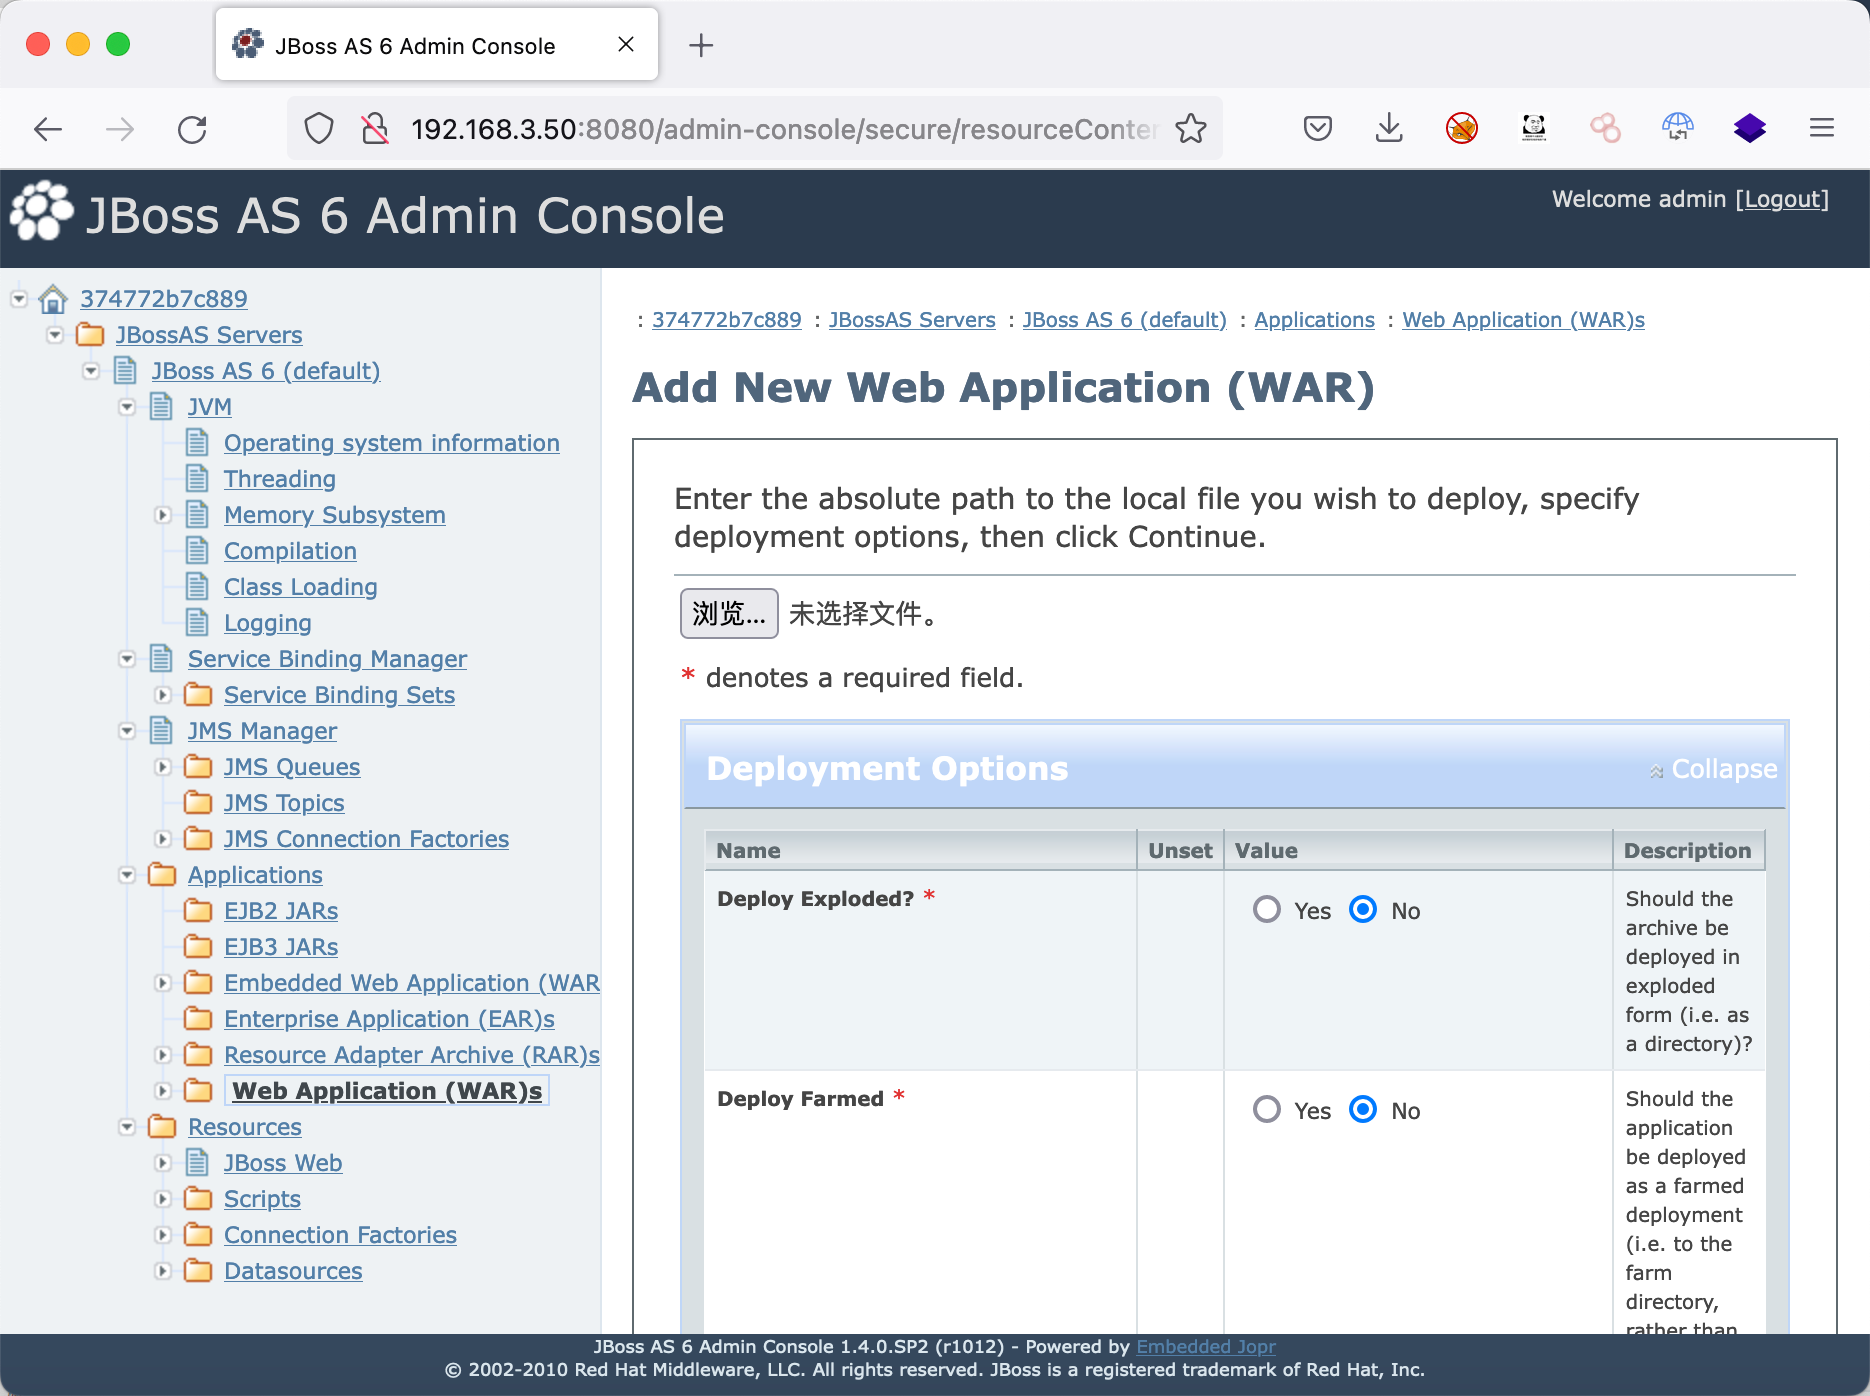 JBoss AS 6 Admin Console
192.168.3.50:8080/admin-console/secure/resourceConter
JBoss AS 6 Admin Console
Welcome admin [Logout]
374772b7c889
JBossAS Servers
JBoss AS 6 (default)
JVM
Operating system information
Threading
Memory Subsystem
Compilation
Class Loading
Logging
Service Binding Manager
Service Binding Sets
JMS Manager
JMS Queues
JMS Topics
JMS Connection Factories
Applications
EJB2 JARs
EJB3 JARs
Embedded Web Application (WAR
Enterprise Application (EAR)s
Resource Adapter Archive (RAR)s
Web Application (WAR)s
Resources
JBoss Web
Scripts
Connection Factories
Datasources
: 374772b7c889 : JBossAS Servers : JBoss AS 6 (default) : Applications : Web Application (WAR)s
Add New Web Application (WAR)
Enter the absolute path to the local file you wish to deploy, specify
deployment options, then click Continue.
浏览... 未选择文件。
* denotes a required field.
Deployment Options
Collapse
Name Unset Value Description
Deploy Exploded? *
Yes No
Should the
archive be
deployed in
exploded
form (i.e. as
a directory)?
Deploy Farmed *
Yes No
Should the
application
be deployed
as a farmed
deployment
(i.e. to the
farm
directory,
rather than
JBoss AS 6 Admin Console 1.4.0.SP2 (r1012) - Powered by Embedded Jopr
© 2002-2010 Red Hat Middleware, LLC. All rights reserved. JBoss is a registered trademark of Red Hat, Inc.